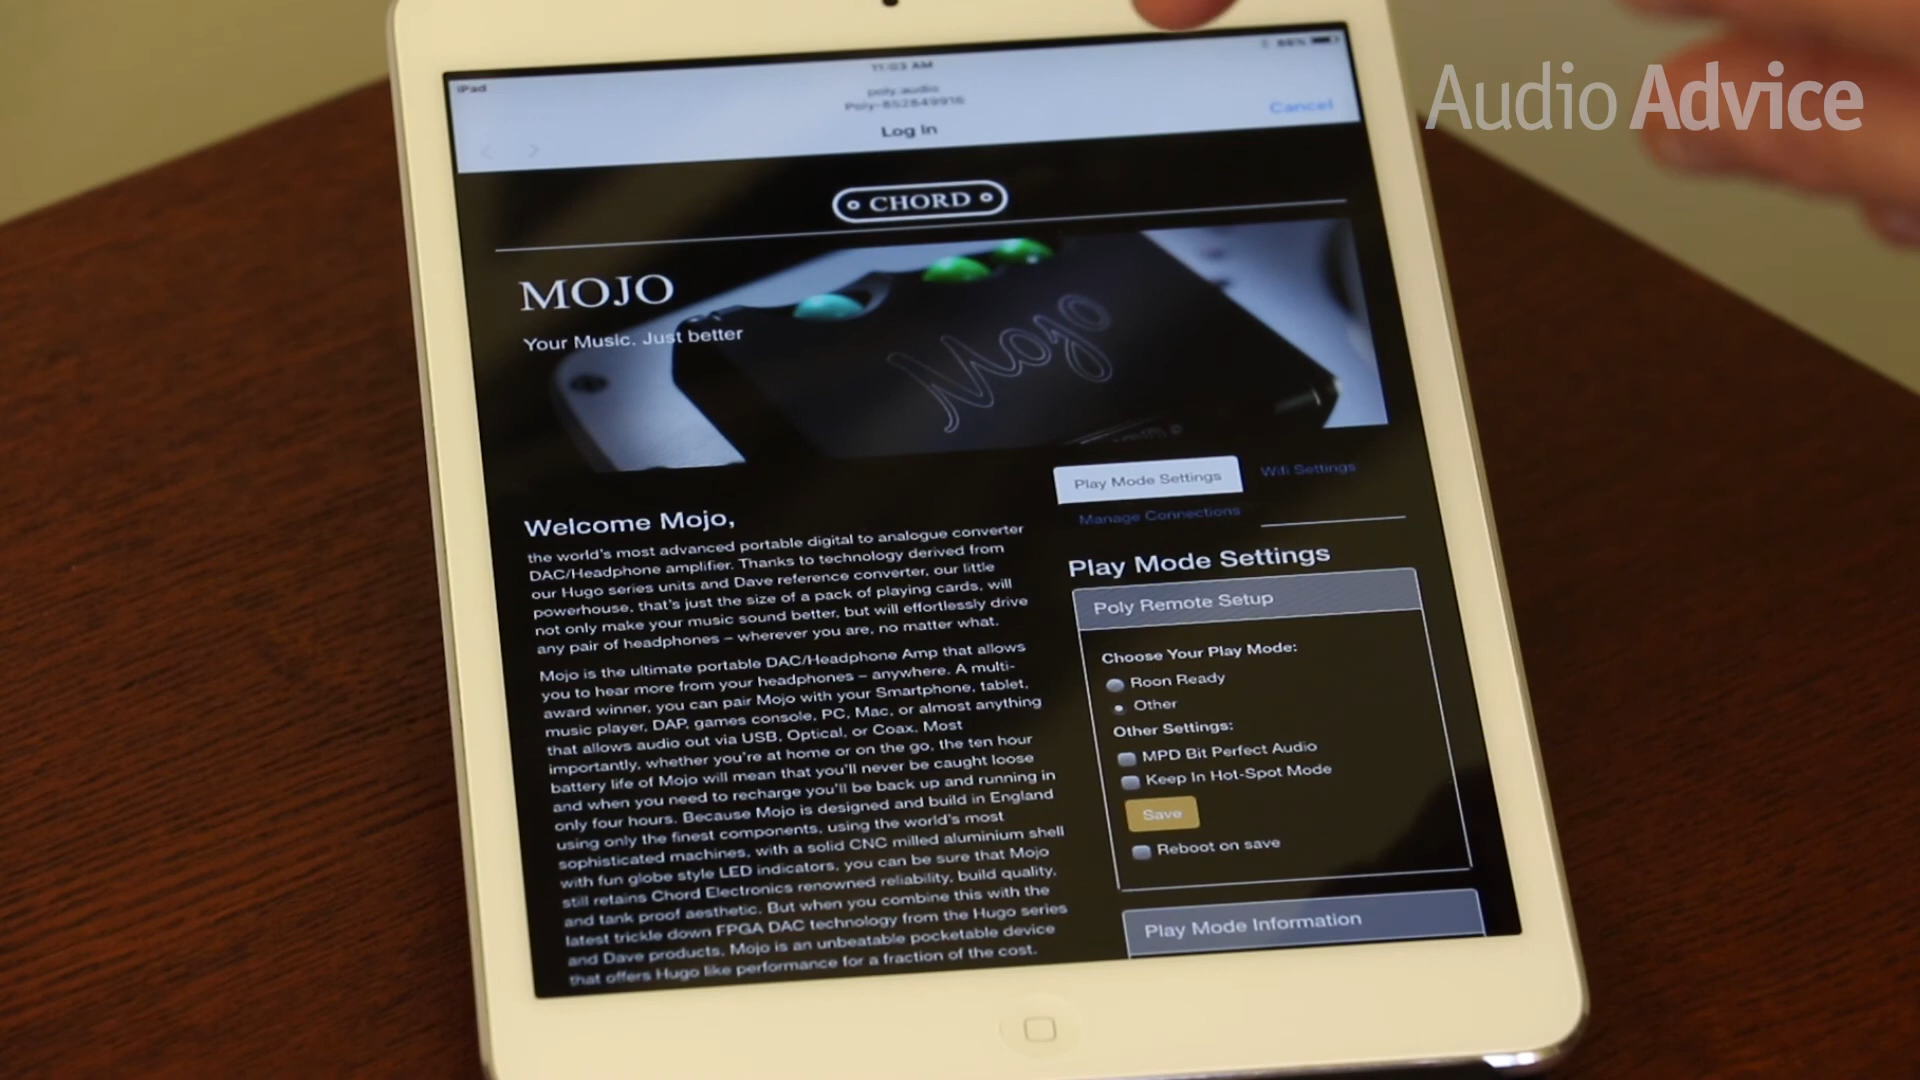 Audio Advice
iPad
11:03 AM
86%
poly.audio
Poly-852849916
Cancel
Log In
CHORD
MOJO
Your Music. Just better
Mojo
Play Mode Settings
Wifi Settings
Manage Connections
Welcome Mojo,
the world's most advanced portable digital to analogue converter
DAC/Headphone amplifier. Thanks to technology derived from
our Hugo series units and Dave reference converter, our little
powerhouse, that's just the size of a pack of playing cards, will
not only make your music sound better, but will effortlessly drive
any pair of headphones – wherever you are, no matter what.
Mojo is the ultimate portable DAC/Headphone Amp that allows
you to hear more from your headphones – anywhere. A multi-
award winner, you can pair Mojo with your Smartphone, tablet,
music player, DAP, games console, PC, Mac, or almost anything
that allows audio out via USB, Optical, or Coax. Most
importantly, whether you're at home or on the go, the ten hour
battery life of Mojo will mean that you'll never be caught loose
and when you need to recharge you'll be back up and running in
only four hours. Because Mojo is designed and build in England
using only the finest components, using the world's most
sophisticated machines, with a solid CNC milled aluminium shell
with fun globe style LED indicators, you can be sure that Mojo
still retains Chord Electronics renowned reliability, build quality,
and tank proof aesthetic. But when you combine this with the
latest trickle down FPGA DAC technology from the Hugo series
and Dave products, Mojo is an unbeatable pocketable device
that offers Hugo like performance for a fraction of the cost.
Play Mode Settings
Poly Remote Setup
Choose Your Play Mode:
Roon Ready
Other
Other Settings:
MPD Bit Perfect Audio
Keep In Hot-Spot Mode
Save
Reboot on save
Play Mode Information